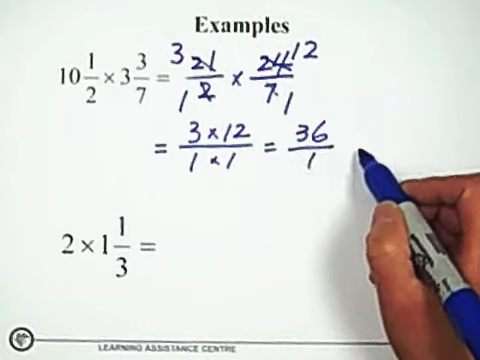 Examples
10 1/2 × 3 3/7 = 3 21/2 1 × 24/7 12 1
= 3 × 12 / 1 × 1 = 36 / 1
2 × 1 1/3 =
LEARNING ASSISTANCE CENTRE